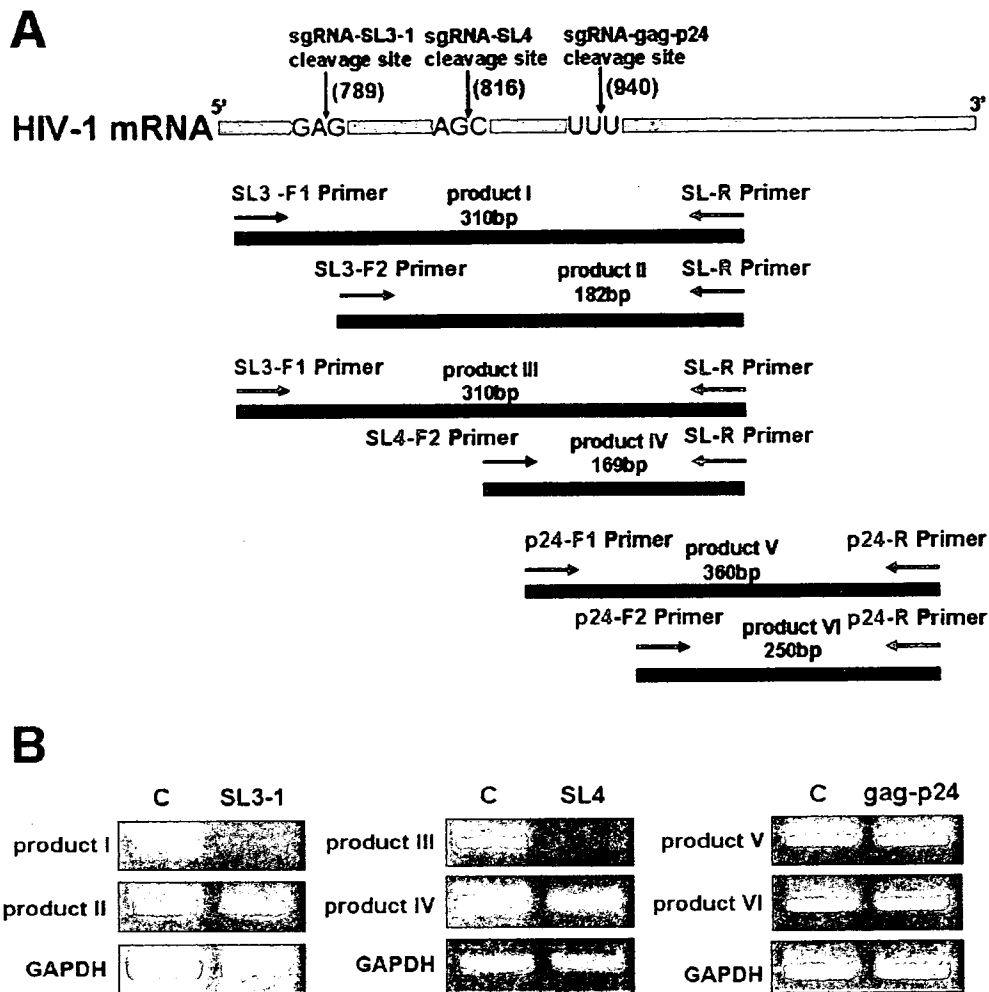 A
sgRNA-SL3-1 sgRNA-SL4 sgRNA-gag-p24
cleavage site cleavage site cleavage site
(789) (816) (940)
5' 3'
HIV-1 mRNA GAG AGC UUU
SL3 -F1 Primer product I SL-R Primer
310bp
SL3-F2 Primer product II SL-R Primer
182bp
SL3-F1 Primer product III SL-R Primer
310bp
SL4-F2 Primer product IV SL-R Primer
169bp
p24-F1 Primer product V p24-R Primer
360bp
p24-F2 Primer product VI p24-R Primer
250bp
B
C SL3-1 C SL4 C gag-p24
product I product III product V
product II product IV product VI
GAPDH GAPDH GAPDH